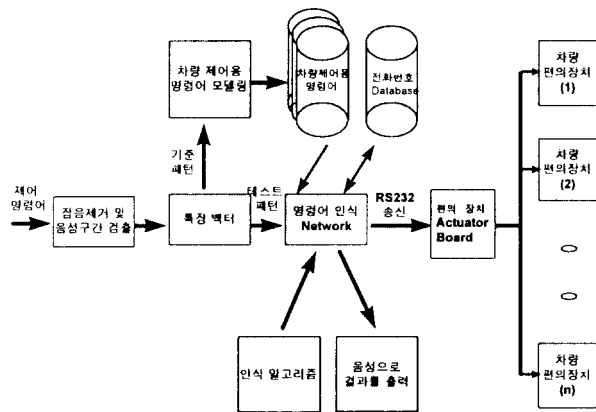 차량 제어용
명령어 모델링
차량제어용
명령어
전화번호
Database
차량
편의장치
(1)
기준
패턴
제어
명령어
잡음제거 및
음성구간 검출
특징 벡터
테스트
패턴
명령어 인식
Network
RS232
송신
편의 장치
Actuator
Board
차량
편의장치
(2)
인식 알고리즘
음성으로
결과를 출력
차량
편의장치
(n)